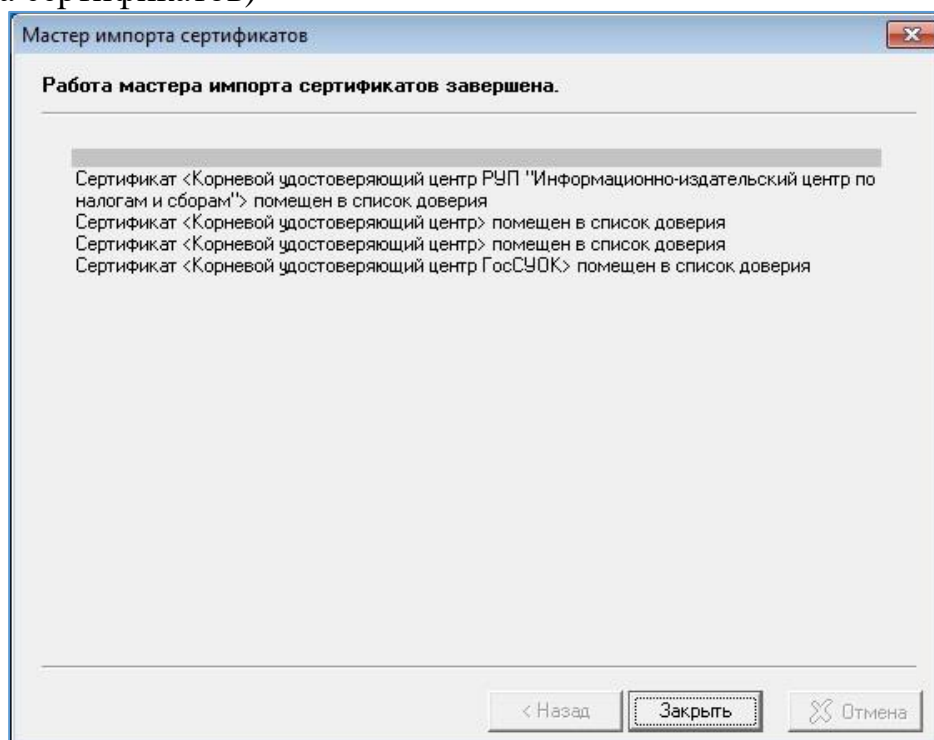 а сертификатов)
Мастер импорта сертификатов
Работа мастера импорта сертификатов завершена.
Сертификат <Корневой удостоверяющий центр РУП "Информационно-издательский центр по
налогам и сборам"> помещен в список доверия
Сертификат <Корневой удостоверяющий центр> помещен в список доверия
Сертификат <Корневой удостоверяющий центр> помещен в список доверия
Сертификат <Корневой удостоверяющий центр ГосСУОК> помещен в список доверия
< Назад
Закрыть
Отмена